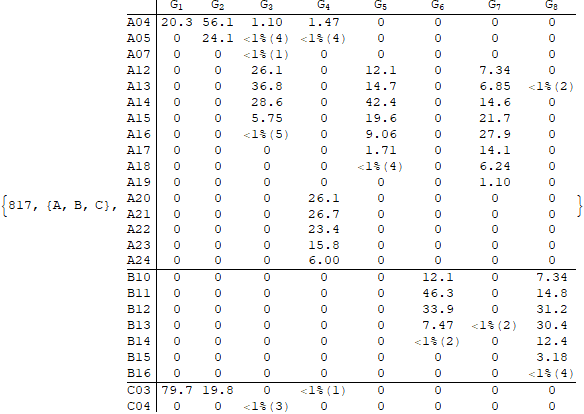 G1 G2 G3 G4 G5 G6 G7 G8
A04 20.3 56.1 1.10 1.47 0 0 0 0
A05 0 24.1 <1%(4) <1%(4) 0 0 0 0
A07 0 0 <1%(1) 0 0 0 0 0
A12 0 0 26.1 0 12.1 0 7.34 0
A13 0 0 36.8 0 14.7 0 6.85 <1%(2)
A14 0 0 28.6 0 42.4 0 14.6 0
A15 0 0 5.75 0 19.6 0 21.7 0
A16 0 0 <1%(5) 0 9.06 0 27.9 0
A17 0 0 0 0 1.71 0 14.1 0
A18 0 0 0 0 <1%(4) 0 6.24 0
A19 0 0 0 0 0 0 1.10 0
A20 0 0 0 26.1 0 0 0 0
{817, {A, B, C}, A21 0 0 0 26.7 0 0 0 0 }
A22 0 0 0 23.4 0 0 0 0
A23 0 0 0 15.8 0 0 0 0
A24 0 0 0 6.00 0 0 0 0
B10 0 0 0 0 0 12.1 0 7.34
B11 0 0 0 0 0 46.3 0 14.8
B12 0 0 0 0 0 33.9 0 31.2
B13 0 0 0 0 0 7.47 <1%(2) 30.4
B14 0 0 0 0 0 <1%(2) 0 12.4
B15 0 0 0 0 0 0 0 3.18
B16 0 0 0 0 0 0 0 <1%(4)
C03 79.7 19.8 0 <1%(1) 0 0 0 0
C04 0 0 <1%(3) 0 0 0 0 0